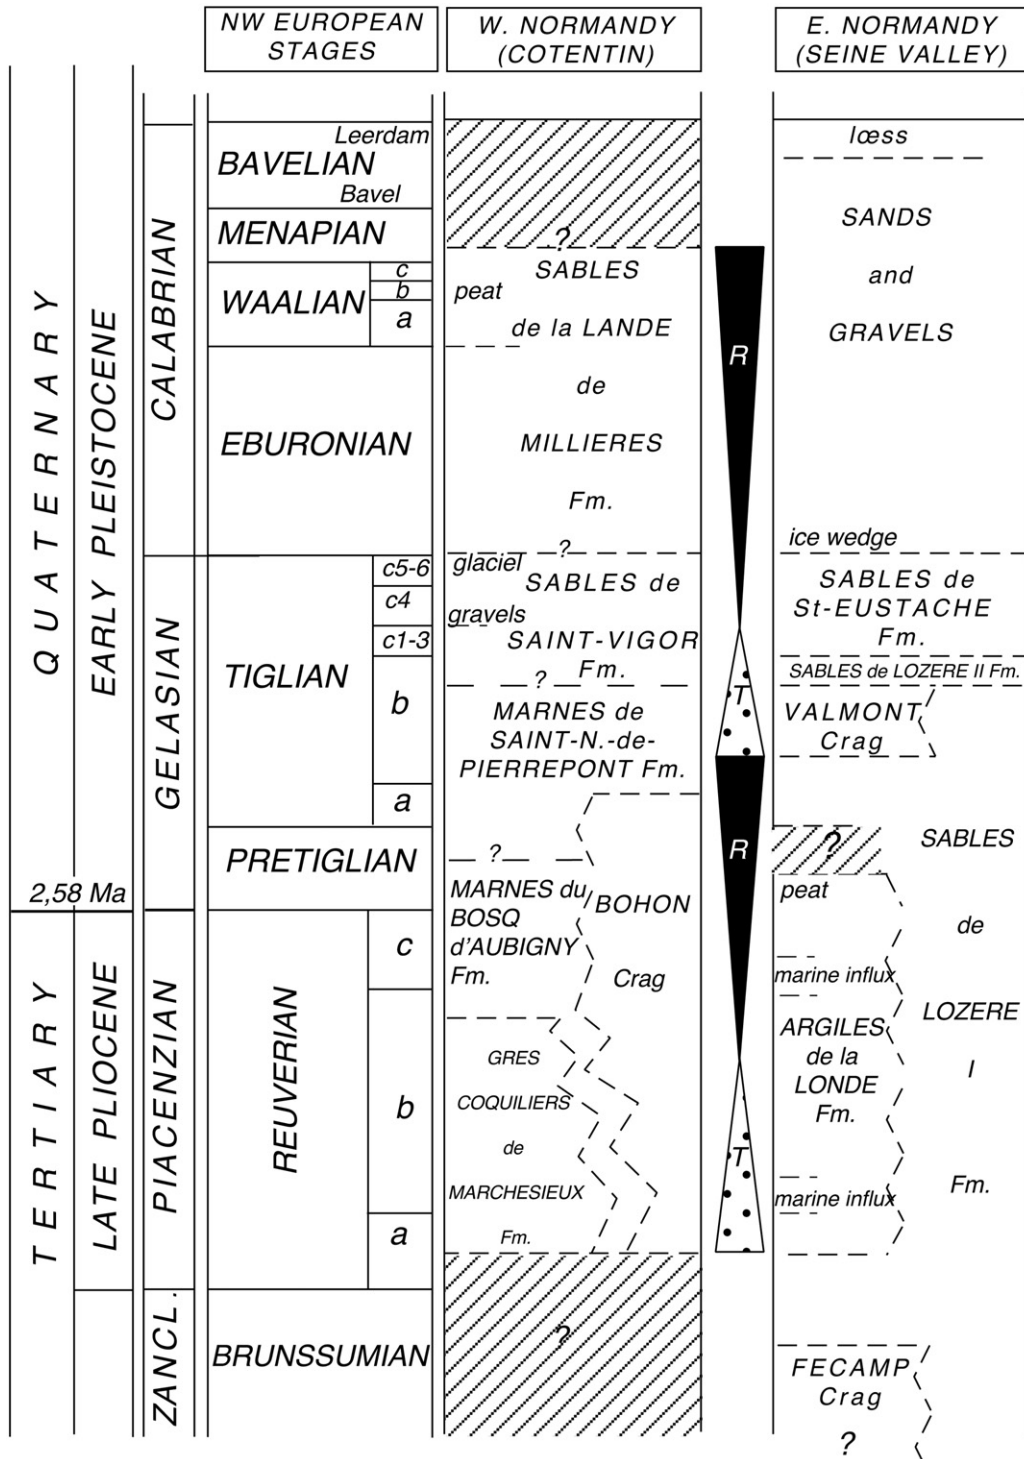 NW EUROPEAN
STAGES
W. NORMANDY
(COTENTIN)
E. NORMANDY
(SEINE VALLEY)
QUATERNARY
TERTIARY
2,58 Ma
EARLY PLEISTOCENE
LATE PLIOCENE
CALABRIAN
GELASIAN
PIACENZIAN
ZANCL.
Leerdam
BAVELIAN
Bavel
MENAPIAN
WAALIAN
c
b
a
EBURONIAN
TIGLIAN
c5-6
c4
c1-3
b
a
PRETIGLIAN
REUVERIAN
c
b
a
BRUNSSUMIAN
?
SABLES
peat
de la LANDE
de
MILLIERES
Fm.
?
glaciel
SABLES de
gravels
SAINT-VIGOR
Fm.
?
MARNES de
SAINT-N.-de-
PIERREPONT Fm.
?
MARNES du
BOSQ
d'AUBIGNY
Fm.
BOHON
Crag
GRES
COQUILIERS
de
MARCHESIEUX
Fm.
?
R
T
R
T
lœss
SANDS
and
GRAVELS
ice wedge
SABLES de
St-EUSTACHE
Fm.
SABLES de LOZERE II Fm.
VALMONT
Crag
?
peat
marine influx
ARGILES
de la
LONDE
Fm.
marine influx
SABLES
de
LOZERE
I
Fm.
FECAMP
Crag
?